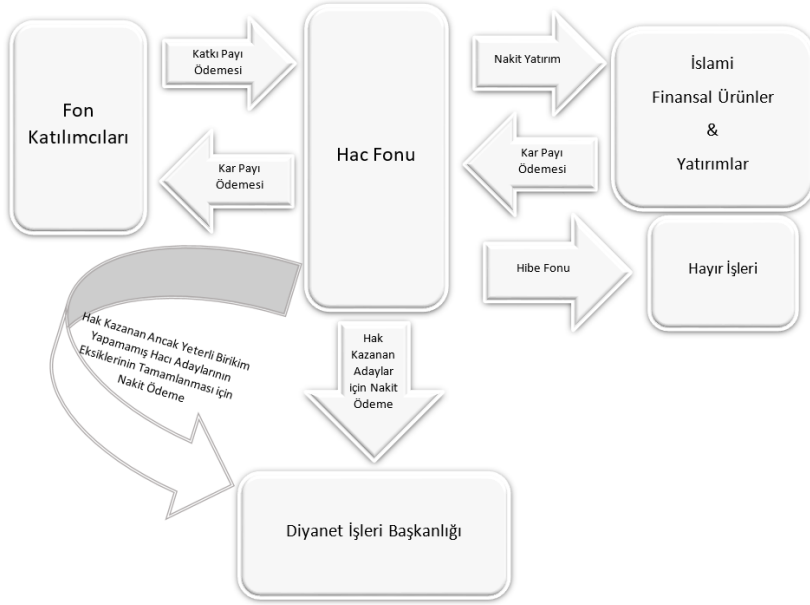 Fon
Katılımcıları
Katkı Payı
Ödemesi
Kar Payı
Ödemesi
Hac Fonu
Nakit Yatırım
Kar Payı
Ödemesi
İslami
Finansal Ürünler
&
Yatırımlar
Hibe Fonu
Hayır İşleri
Hak Kazanan Ancak Yeterli Birikim
Yapamamış Hacı Adaylarının
Eksiklerinin Tamamlanması için
Nakit Ödeme
Hak
Kazanan
Adaylar
için Nakit
Ödeme
Diyanet İşleri Başkanlığı